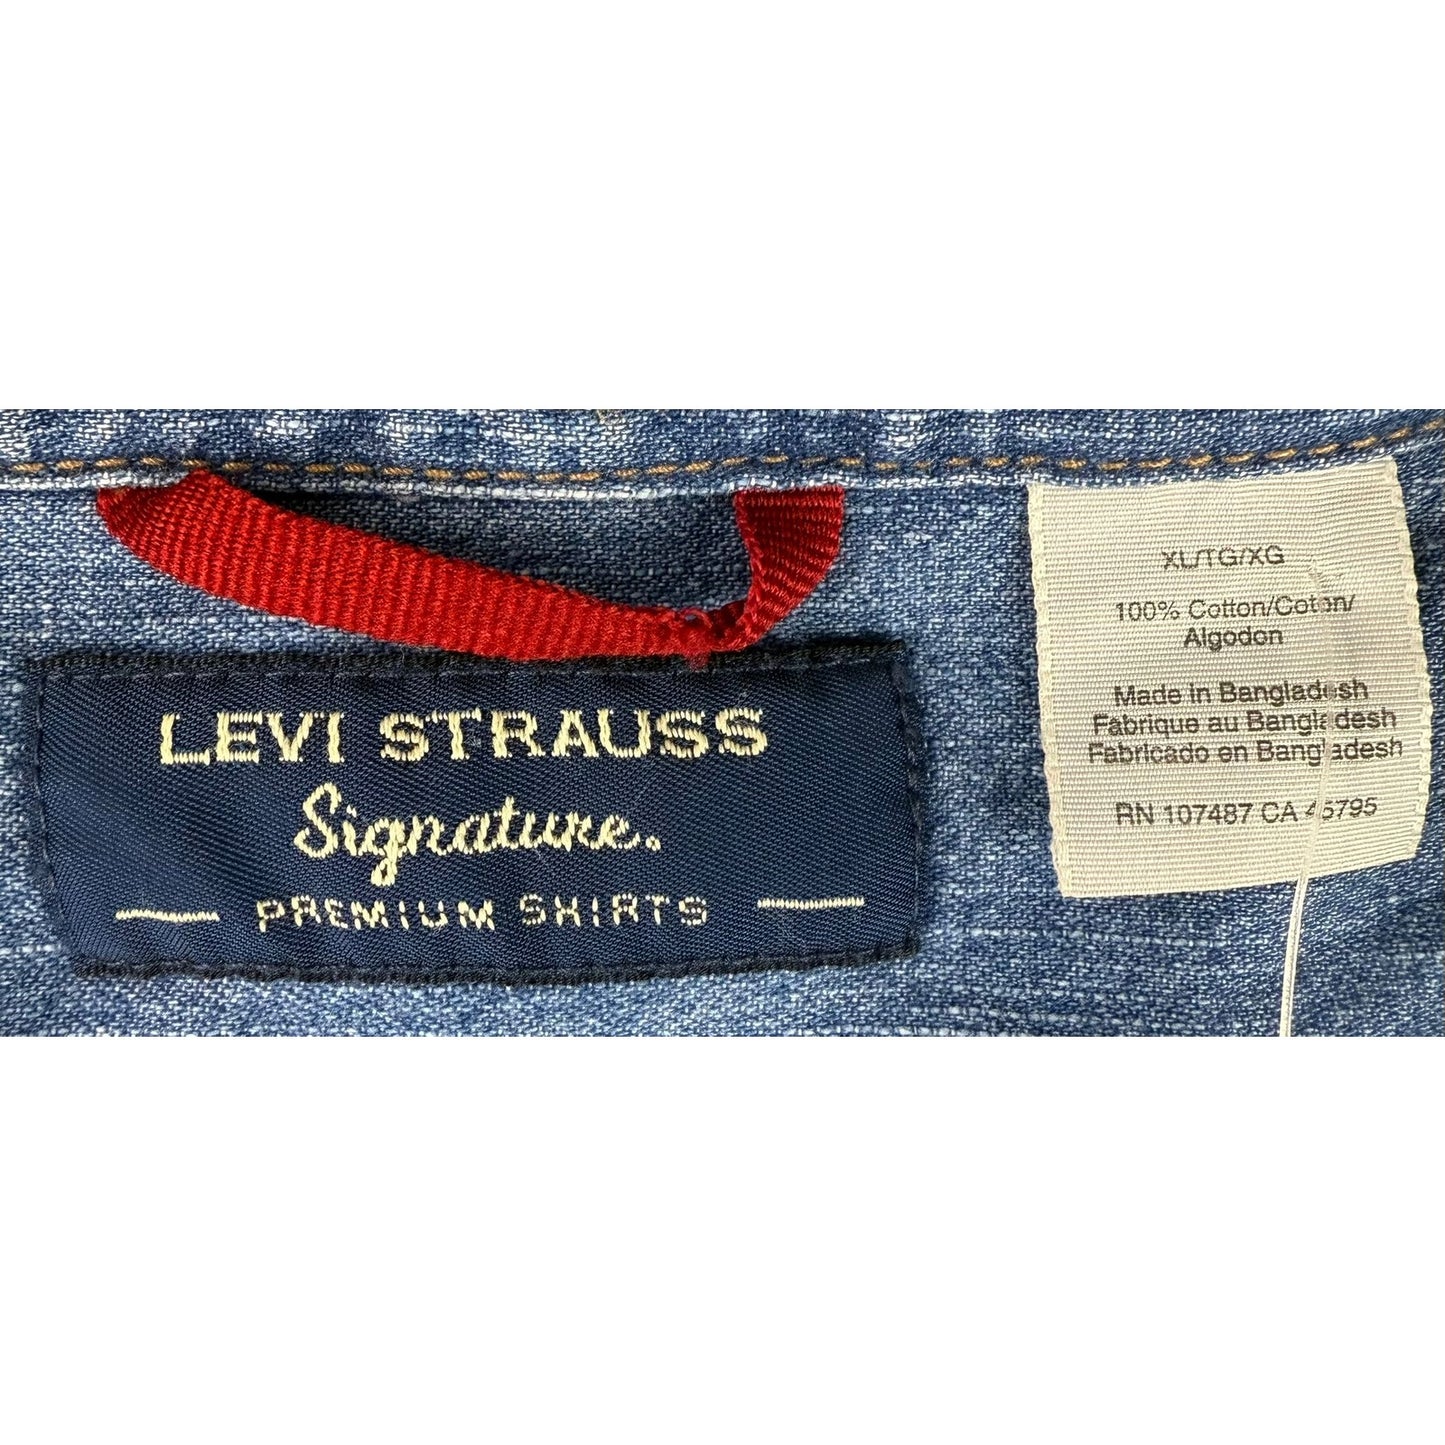 LEVI STRAUSS
Signature.
PREMIUM SHIRTS
XL/TG/XG
100% Cotton/Coton/
Algodon
Made in Bangladesh
Fabrique au Bangladesh
Fabricado en Bangladesh
RN 107487 CA 45795